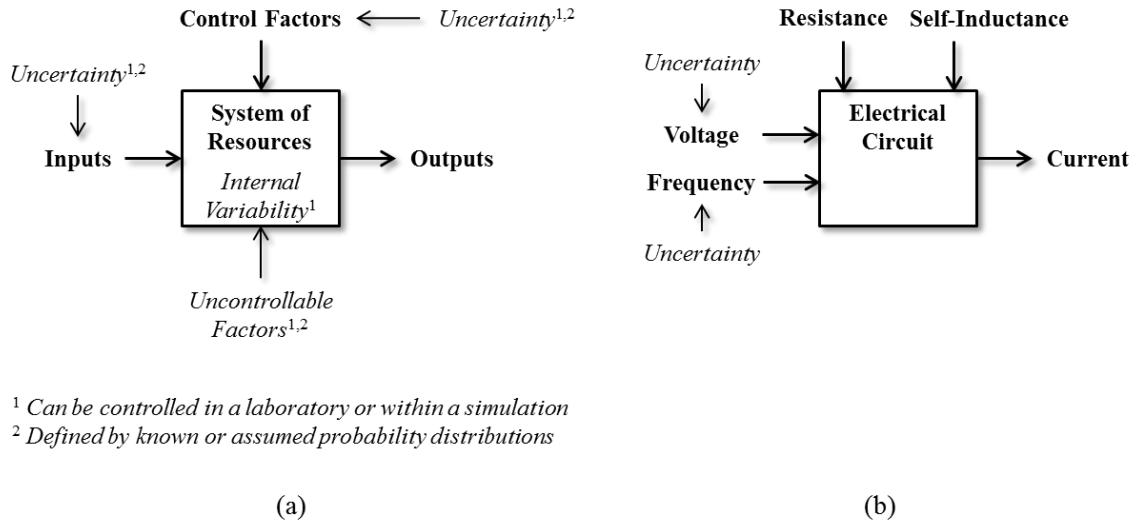 Control Factors
Uncertainty1,2
Uncertainty1,2
System of
Resources
Inputs
Outputs
Internal
Variability1
Uncontrollable
Factors1,2
1 Can be controlled in a laboratory or within a simulation
2 Defined by known or assumed probability distributions
(a)
Resistance
Self-Inductance
Uncertainty
Electrical
Circuit
Voltage
Current
Frequency
Uncertainty
(b)